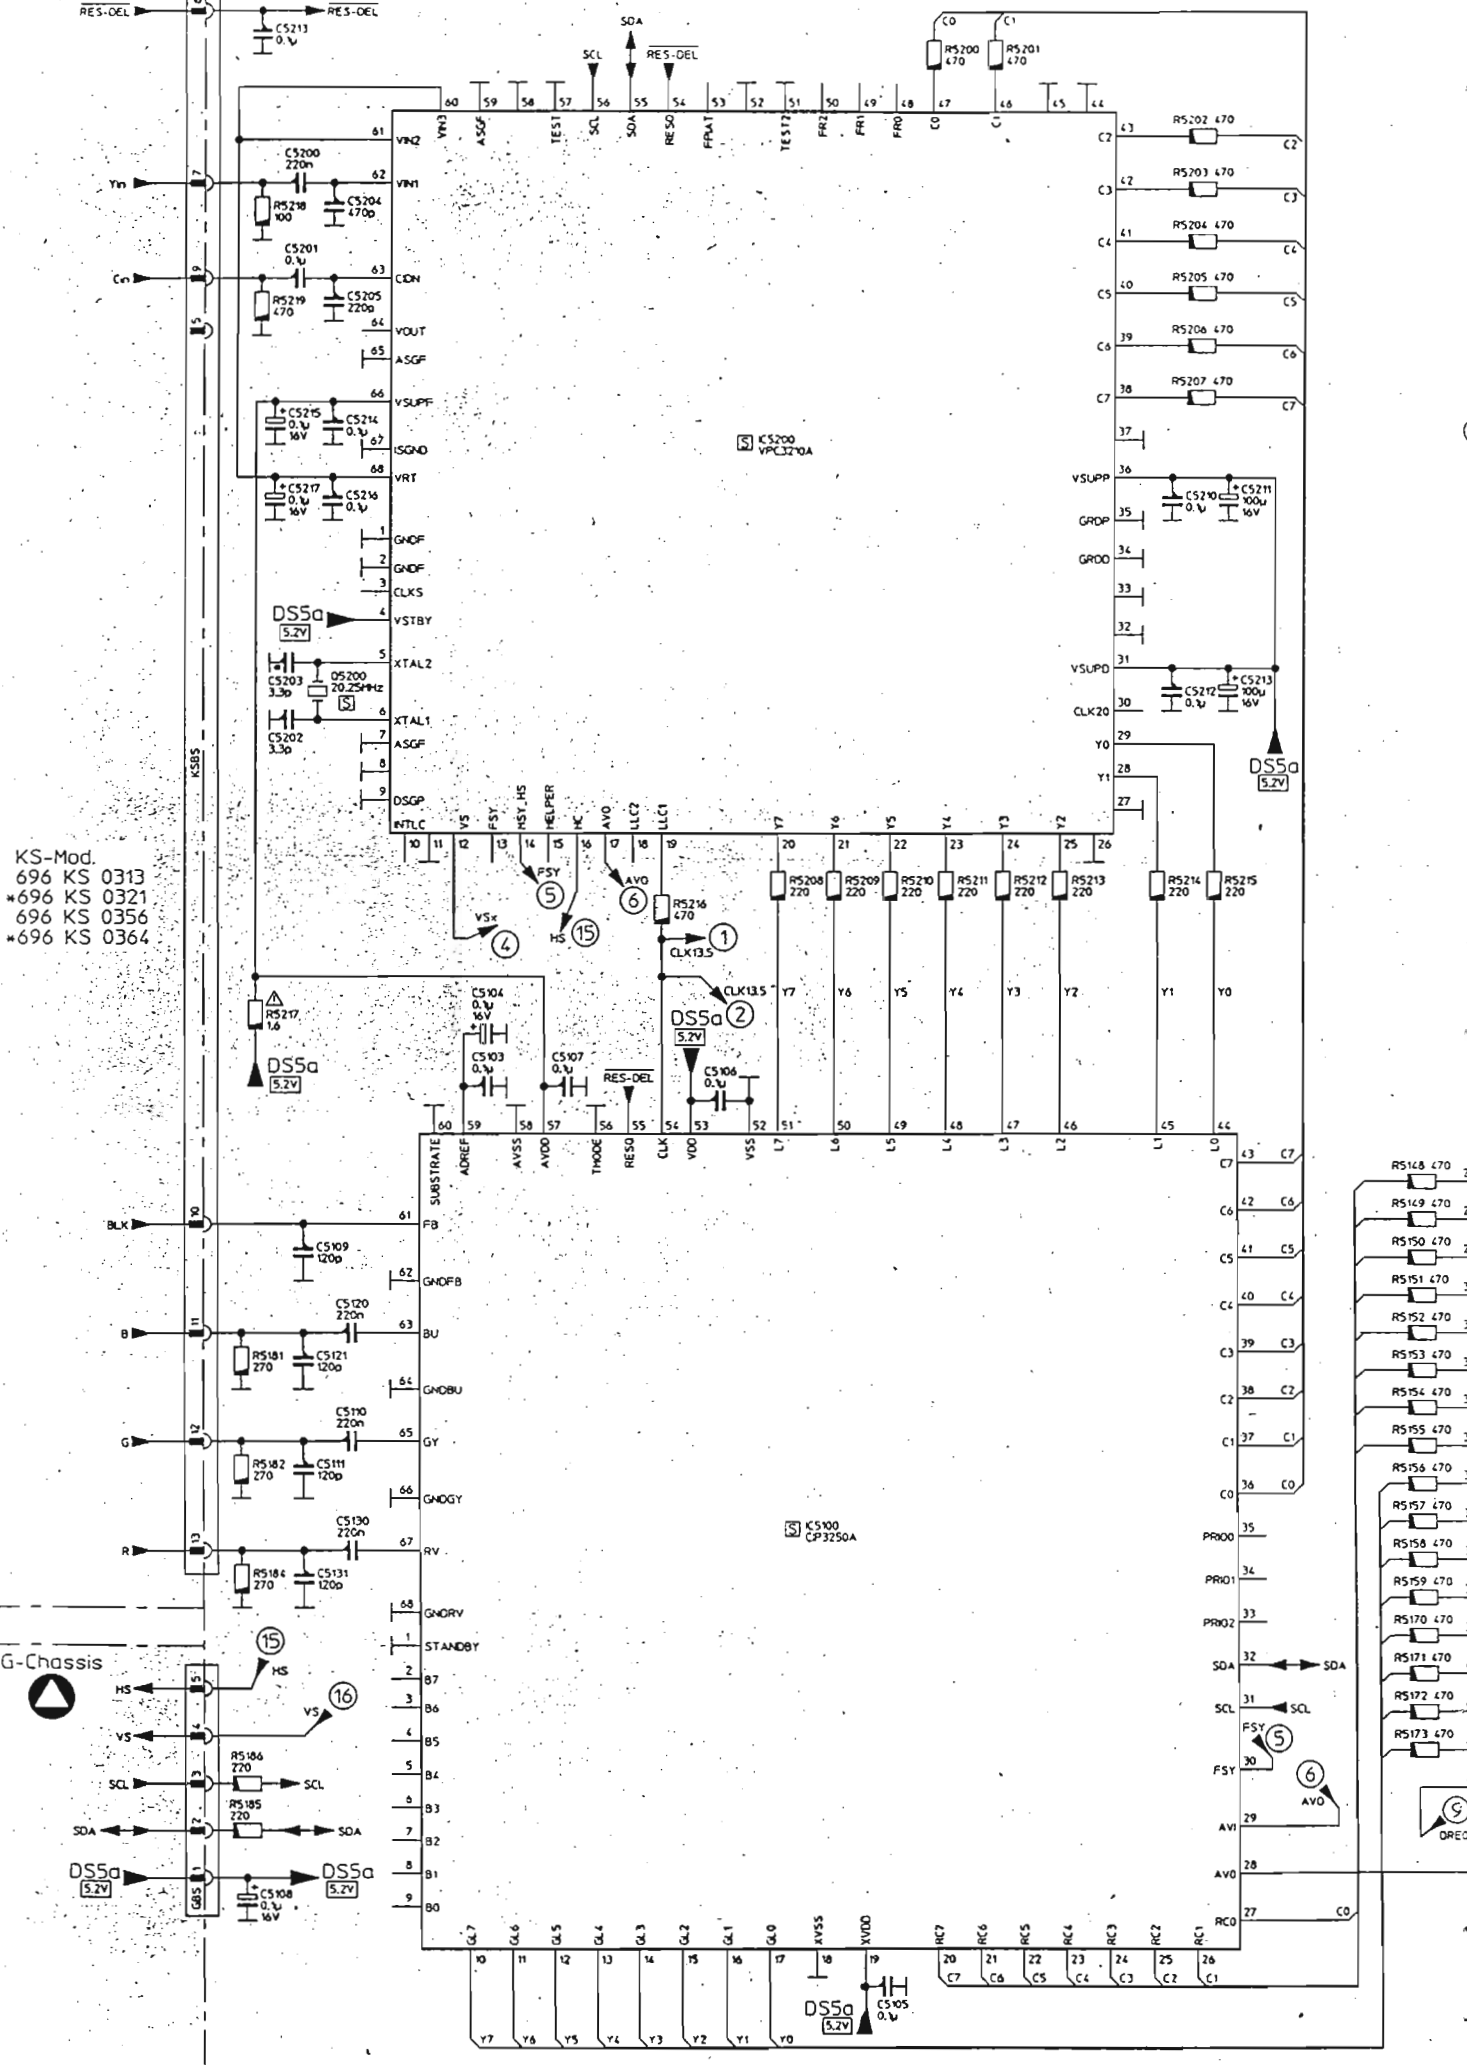 RES-DEL
6
RES-DEL
C5213
0.1µ
SDA
SCL
RES-DEL
C0
C1
R5200
470
R5201
470
60 59 58 57 56 55 54 53 52 51 50 49 48 47 46 45 44
VIN3 ASGF TEST SCL SDA RESQ FPLAT TEST2 FR2 FR1 FR0 C0 C1
61 VIN2
C5200
220n
Yin
7
62 VIN1
R5218
100
C5204
470p
C5201
0.1µ
Cin
9
63 CIN
R5219
470
C5205
220p
5
64 VOUT
65 ASGF
66 VSUPF
C5215
0.1µ
16V
C5214
0.1µ
67 ISGND
68 VRT
C5217
0.1µ
16V
C5216
0.1µ
1 GNDF
2 GNDF
3 CLKS
DS5a
5.2V
4 VSTBY
5 XTAL2
C5203
3.3p
Q5200
20.25MHz
S
6 XTAL1
C5202
3.3p
7 ASGF
8
9 DSGP
KSBS
S IC5200
VPC3210A
C2 43 R5202 470 C2
C3 42 R5203 470 C3
C4 41 R5204 470 C4
C5 40 R5205 470 C5
C6 39 R5206 470 C6
C7 38 R5207 470 C7
37
VSUPP 36
C5210
0.1µ
C5211
100µ
16V
35
34
33
32
VSUPD 31
C5212
0.1µ
C5213
100µ
16V
CLK20 30
Y0 29
Y1 28
27
DS5a
5.2V
INTLC VS FSY MSY_HS HELPER HC AVO LLC2 LLC1 Y7 Y6 Y5 Y4 Y3 Y2
10 11 12 13 14 15 16 17 18 19 20 21 22 23 24 25 26
KS-Mod.
696 KS 0313
*696 KS 0321
696 KS 0356
*696 KS 0364
VSx
4
FSY
5
HS
15
AVO
6
R5216
470
1
CLK13.5
CLK13.5
2
R5208
220
R5209
220
R5210
220
R5211
220
R5212
220
R5213
220
R5214
220
R5215
220
Y7 Y6 Y5 Y4 Y3 Y2 Y1 Y0
R5217
1.6
DS5a
5.2V
C5104
0.1µ
16V
C5103
0.1µ
C5107
0.1µ
RES-DEL
DS5a
5.2V
C5106
0.1µ
60 59 58 57 56 55 54 53 52 51 50 49 48 47 46 45 44
SUBSTRATE ADREF AVSS AVDD TMODE RESQ CLK VDD VSS L7 L6 L5 L4 L3 L2 L1 L0
BLK
10
61 FB
C5109
120p
62 GNDFB
C5120
220n
B
11
63 BU
R5181
270
C5121
120p
64 GNDBU
C5110
220n
G
12
65 GY
R5182
270
C5111
120p
66 GNDGY
C5130
220n
R
13
67 RV
R5184
270
C5131
120p
68 GNDRV
1 STANDBY
2 B7
3 B6
4 B5
5 B4
6 B3
7 B2
8 B1
9 B0
S IC5100
CIP3250A
C7 43 C7
C6 42 C6
C5 41 C5
C4 40 C4
C3 39 C3
C2 38 C2
C1 37 C1
C0 36 C0
PRIO0 35
PRIO1 34
PRIO2 33
SDA 32 SDA
SCL 31 SCL
FSY
5
FSY 30
6
AVO
AVI 29
AVO 28
RC0 27 C0
R5148 470
R5149 470
R5150 470
R5151 470
R5152 470
R5153 470
R5154 470
R5155 470
R5156 470
R5157 470
R5158 470
R5159 470
R5170 470
R5171 470
R5172 470
R5173 470
9
G-Chassis
15
HS
HS
5
16
VS
VS
4
R5186
220
SCL
3
SCL
R5185
220
SDA
2
SDA
DS5a
5.2V
1
DS5a
5.2V
GBS
C5108
0.1µ
16V
GL7 GL6 GL5 GL4 GL3 GL2 GL1 GL0 XVSS XVDD RC7 RC6 RC5 RC4 RC3 RC2 RC1
10 11 12 13 14 15 16 17 18 19 20 21 22 23 24 25 26
C7 C6 C5 C4 C3 C2 C1
DS5a
5.2V
C5105
0.1µ
Y7 Y6 Y5 Y4 Y3 Y2 Y1 Y0